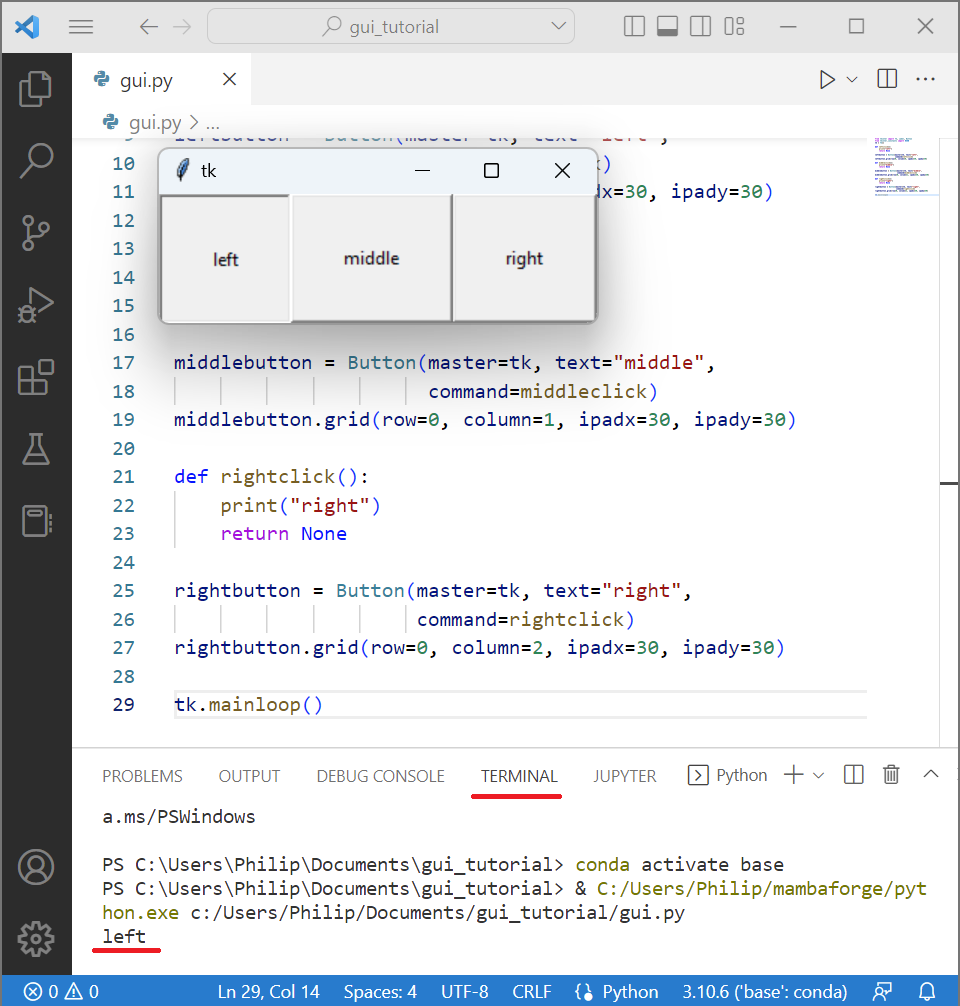 gui_tutorial
gui.py
gui.py > ...
9 leftbutton = Button(master=tk, text="left",
10 )
11 dx=30, ipady=30)
12
13
14
15
16
tk
left middle right
17 middlebutton = Button(master=tk, text="middle",
18 command=middleclick)
19 middlebutton.grid(row=0, column=1, ipadx=30, ipady=30)
20
21 def rightclick():
22 print("right")
23 return None
24
25 rightbutton = Button(master=tk, text="right",
26 command=rightclick)
27 rightbutton.grid(row=0, column=2, ipadx=30, ipady=30)
28
29 tk.mainloop()
PROBLEMS OUTPUT DEBUG CONSOLE TERMINAL JUPYTER Python
a.ms/PSWindows
PS C:\Users\Philip\Documents\gui_tutorial> conda activate base
PS C:\Users\Philip\Documents\gui_tutorial> & C:/Users/Philip/mambaforge/pyt
hon.exe c:/Users/Philip/Documents/gui_tutorial/gui.py
left
0 0 Ln 29, Col 14 Spaces: 4 UTF-8 CRLF Python 3.10.6 ('base': conda)